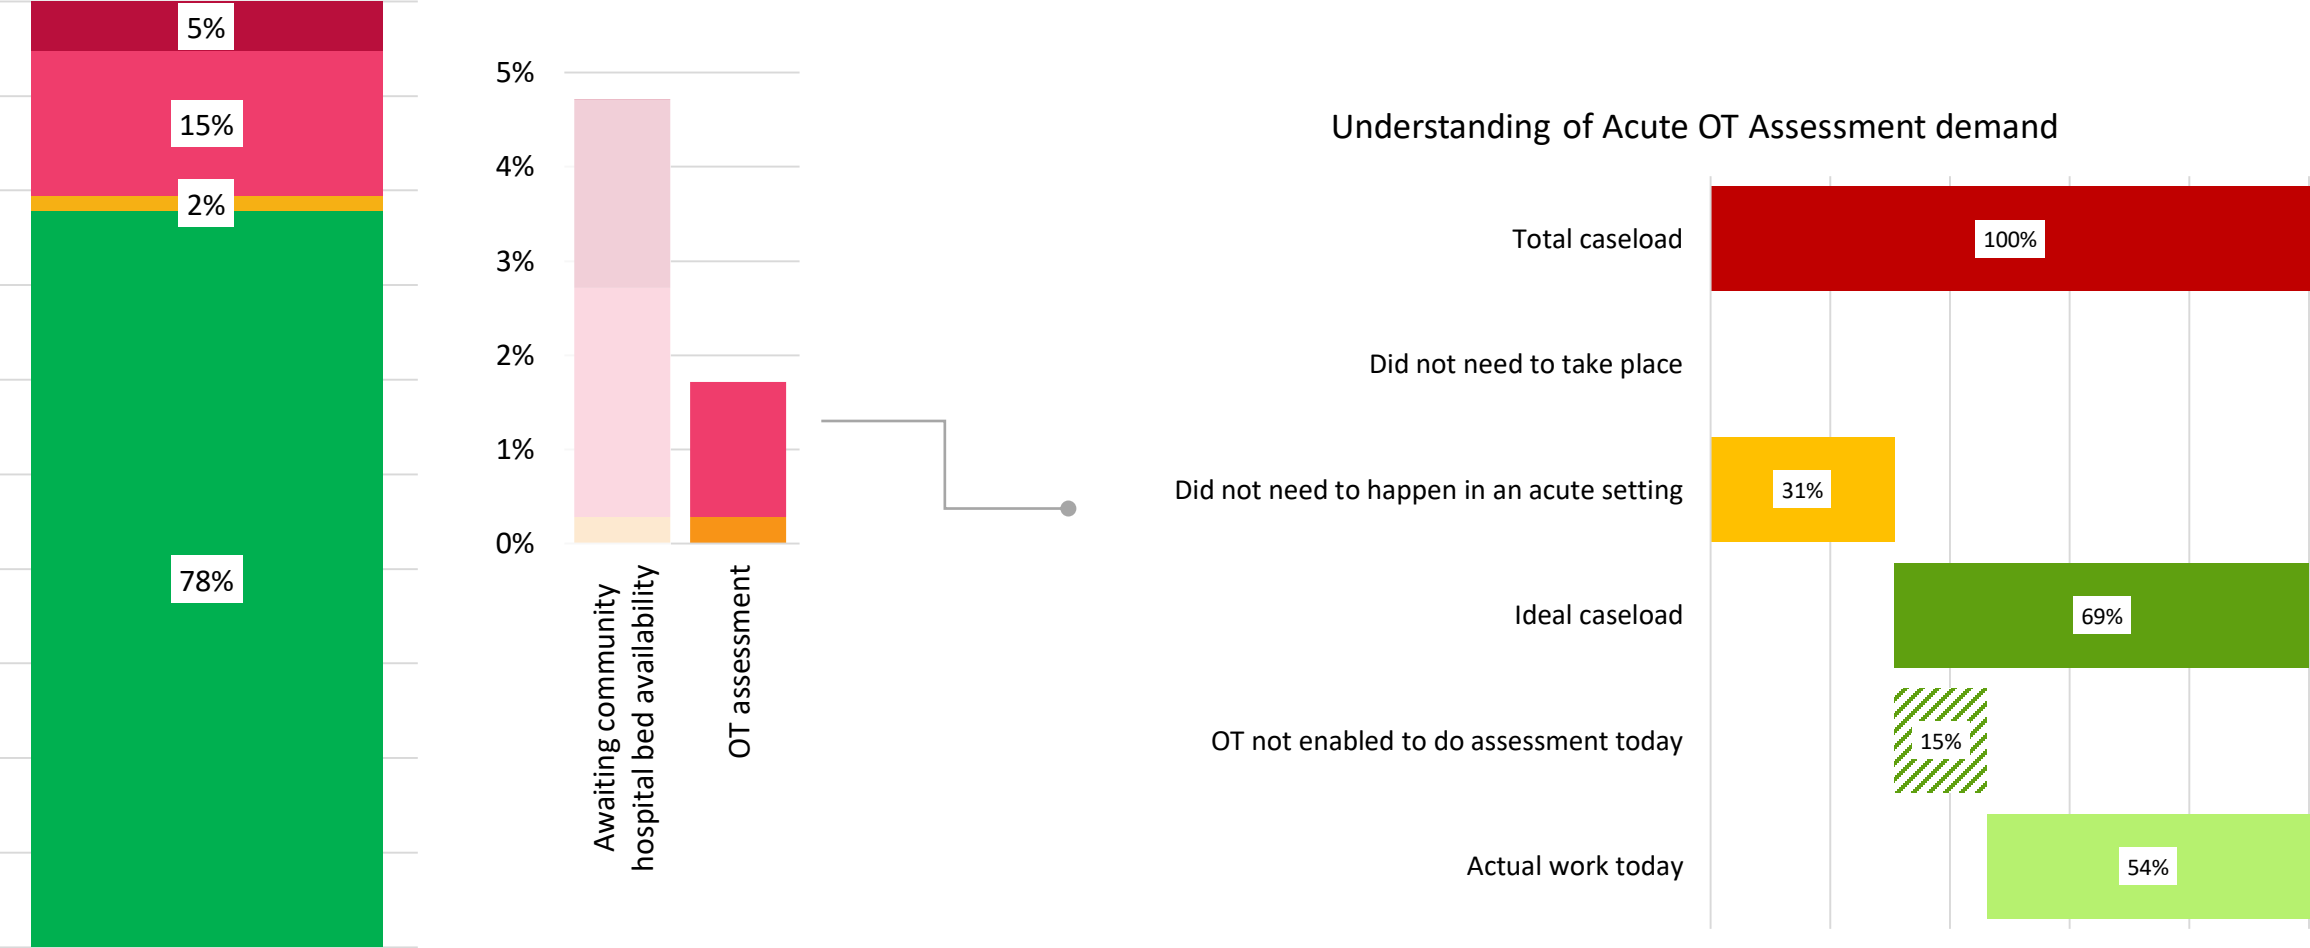 5%
15%
2%
78%
5%
4%
3%
2%
1%
0%
Awaiting community
hospital bed availability
OT assessment
Understanding of Acute OT Assessment demand
Total caseload
100%
Did not need to take place
Did not need to happen in an acute setting
31%
Ideal caseload
69%
OT not enabled to do assessment today
15%
Actual work today
54%